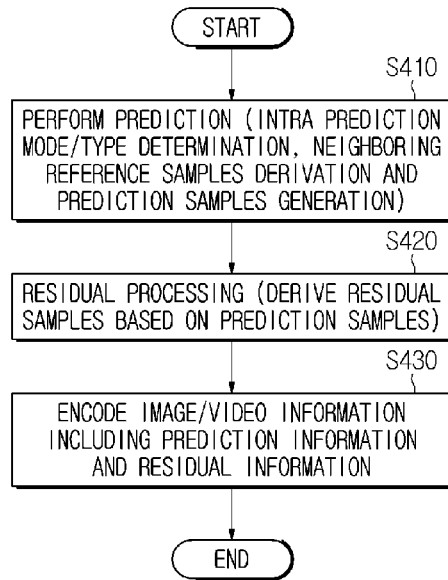 START
S410
PERFORM PREDICTION (INTRA PREDICTION
MODE/TYPE DETERMINATION, NEIGHBORING
REFERENCE SAMPLES DERIVATION AND
PREDICTION SAMPLES GENERATION)
S420
RESIDUAL PROCESSING (DERIVE RESIDUAL
SAMPLES BASED ON PREDICTION SAMPLES)
S430
ENCODE IMAGE/VIDEO INFORMATION
INCLUDING PREDICTION INFORMATION
AND RESIDUAL INFORMATION
END